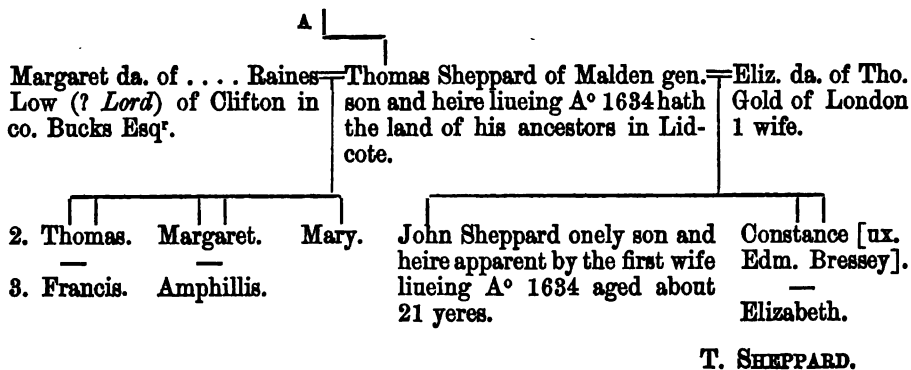 A
Margaret da. of . . . . Raines
Low (? Lord) of Clifton in
co. Bucks Esqr.
Thomas Sheppard of Malden gen.
son and heire liueing Ao 1634 hath
the land of his ancestors in Lid-
cote.
Eliz. da. of Tho.
Gold of London
1 wife.
2. Thomas.
3. Francis.
Margaret.
Amphillis.
Mary.
John Sheppard onely son and
heire apparent by the first wife
liueing Ao 1634 aged about
21 yeres.
Constance [ux.
Edm. Bressey].
Elizabeth.
T. SHEPPARD.